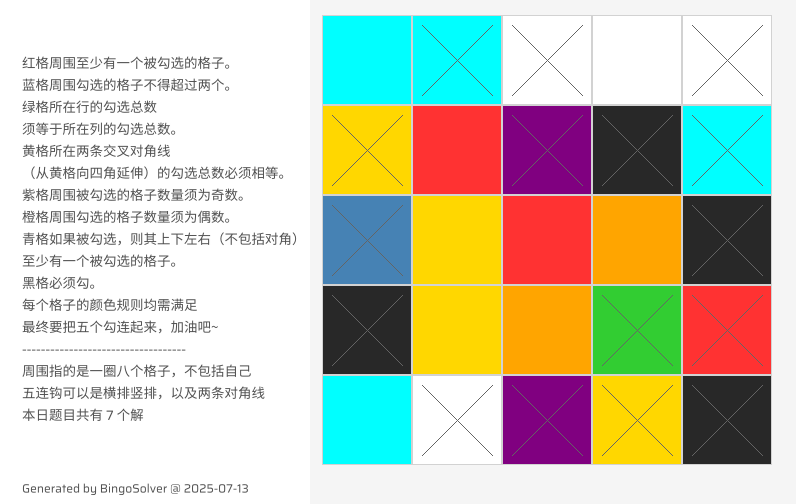 红格周围至少有一个被勾选的格子。
蓝格周围勾选的格子不得超过两个。
绿格所在行的勾选总数
须等于所在列的勾选总数。
黄格所在两条交叉对角线
（从黄格向四角延伸）的勾选总数必须相等。
紫格周围被勾选的格子数量须为奇数。
橙格周围勾选的格子数量须为偶数。
青格如果被勾选，则其上下左右（不包括对角）
至少有一个被勾选的格子。
黑格必须勾。
每个格子的颜色规则均需满足
最终要把五个勾连起来，加油吧~
-----------------------------------
周围指的是一圈八个格子，不包括自己
五连钩可以是横排竖排，以及两条对角线
本日题目共有 7 个解
Generated by BingoSolver @ 2025-07-13